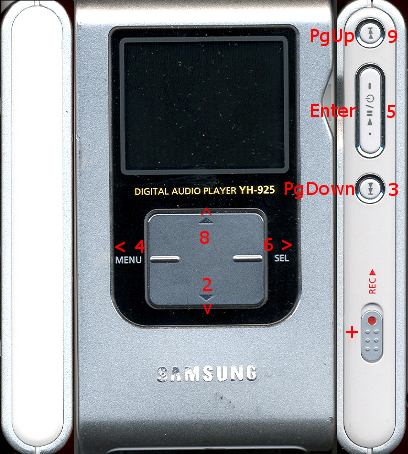 PgUp 9
Enter 5
PgDown 3
DIGITAL AUDIO PLAYER YH-925
^
< 4 8 6 >
MENU SEL
2
v
REC ▶
+
SAMSUNG